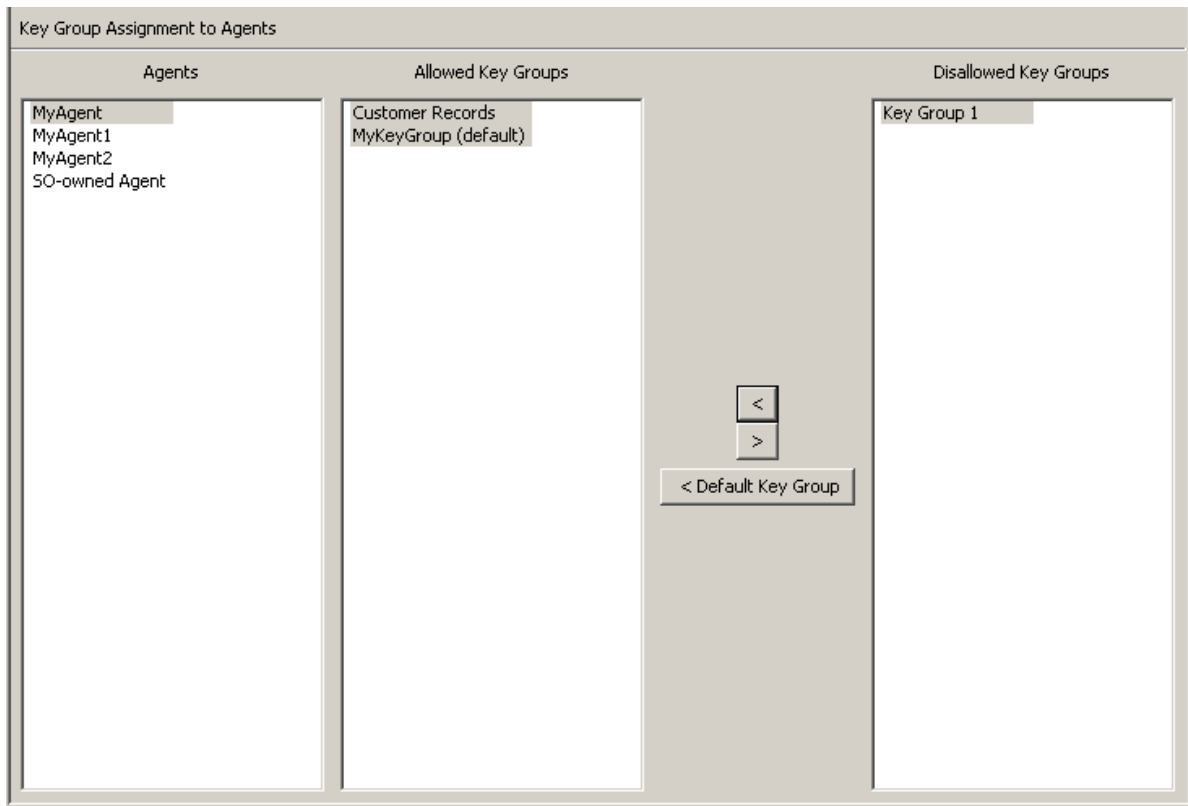 Key Group Assignment to Agents
Agents
Allowed Key Groups
Disallowed Key Groups
MyAgent
MyAgent1
MyAgent2
SO-owned Agent
Customer Records
MyKeyGroup (default)
<
>
< Default Key Group
Key Group 1